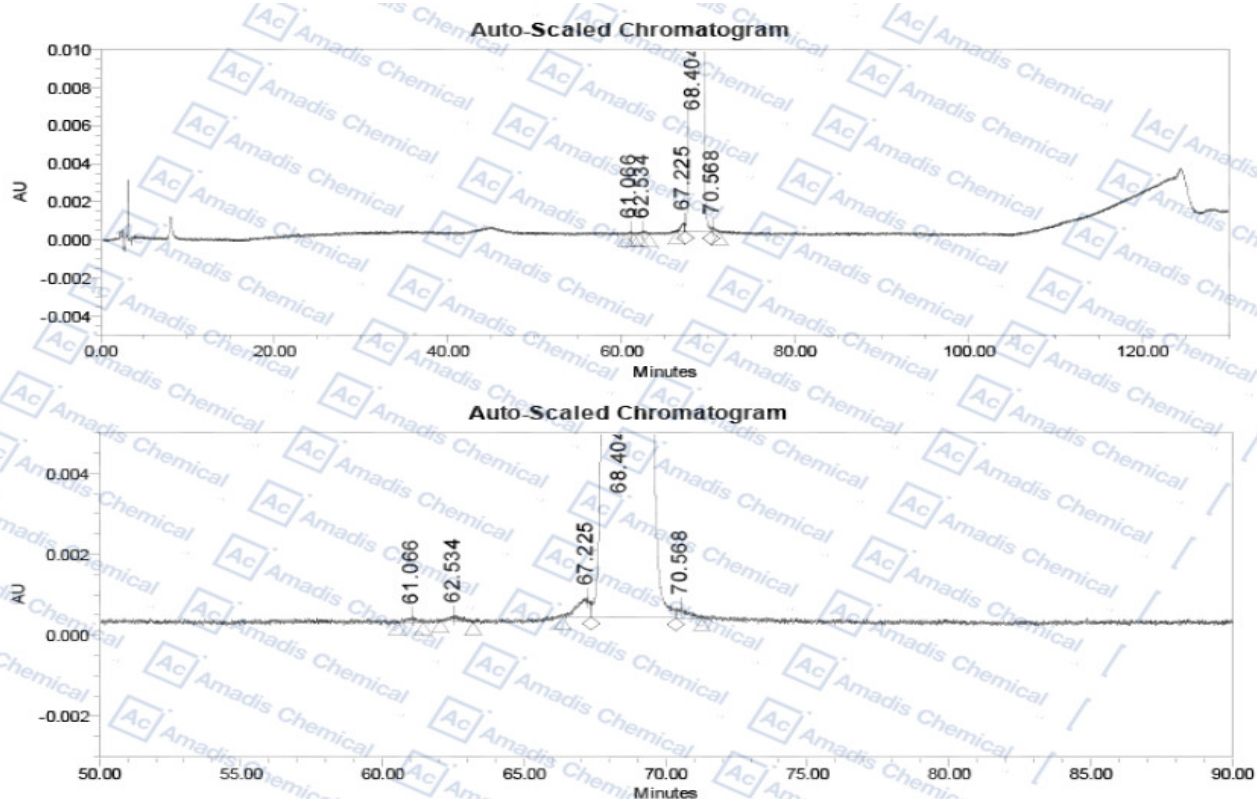 Auto-Scaled Chromatogram
0.010
0.008
0.006
0.004
0.002
0.000
-0.002
-0.004
AU
61.066
62.534
67.225
68.404
70.568
0.00 20.00 40.00 60.00 80.00 100.00 120.00
Minutes
Auto-Scaled Chromatogram
0.004
0.002
0.000
-0.002
AU
61.066
62.534
67.225
68.404
70.568
50.00 55.00 60.00 65.00 70.00 75.00 80.00 85.00 90.00
Minutes
Ac Amadis Chemical